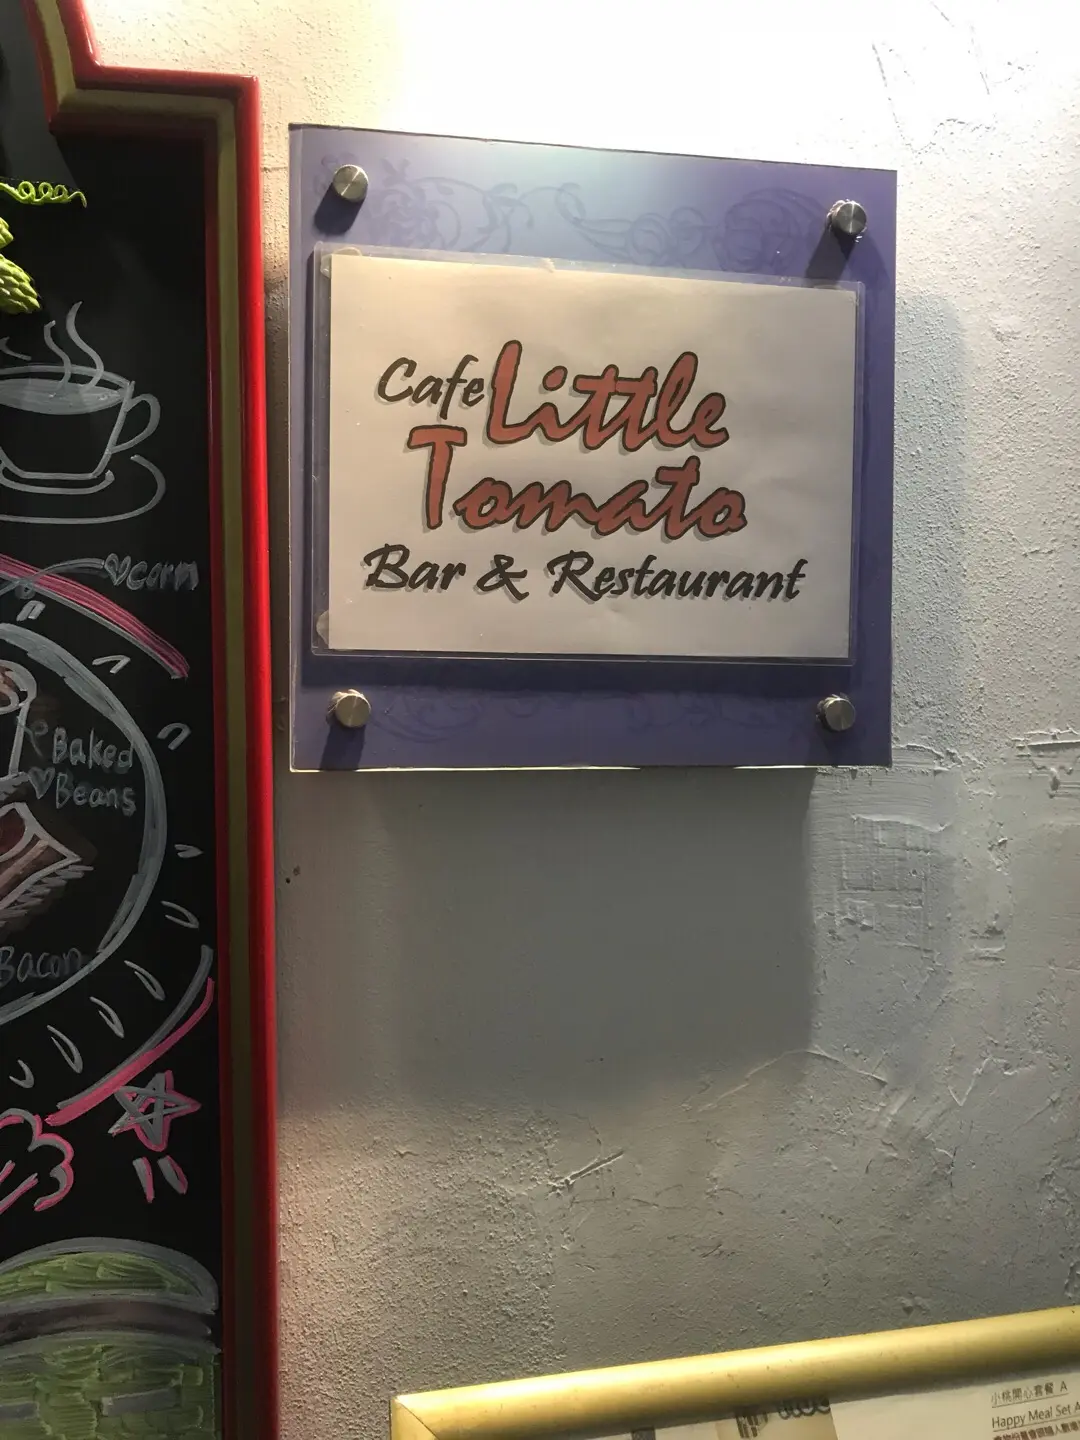 Cafe Little
Tomato
Bar & Restaurant
corn
Baked
Beans
Bacon
小桃開心套餐 A
Happy Meal Set A